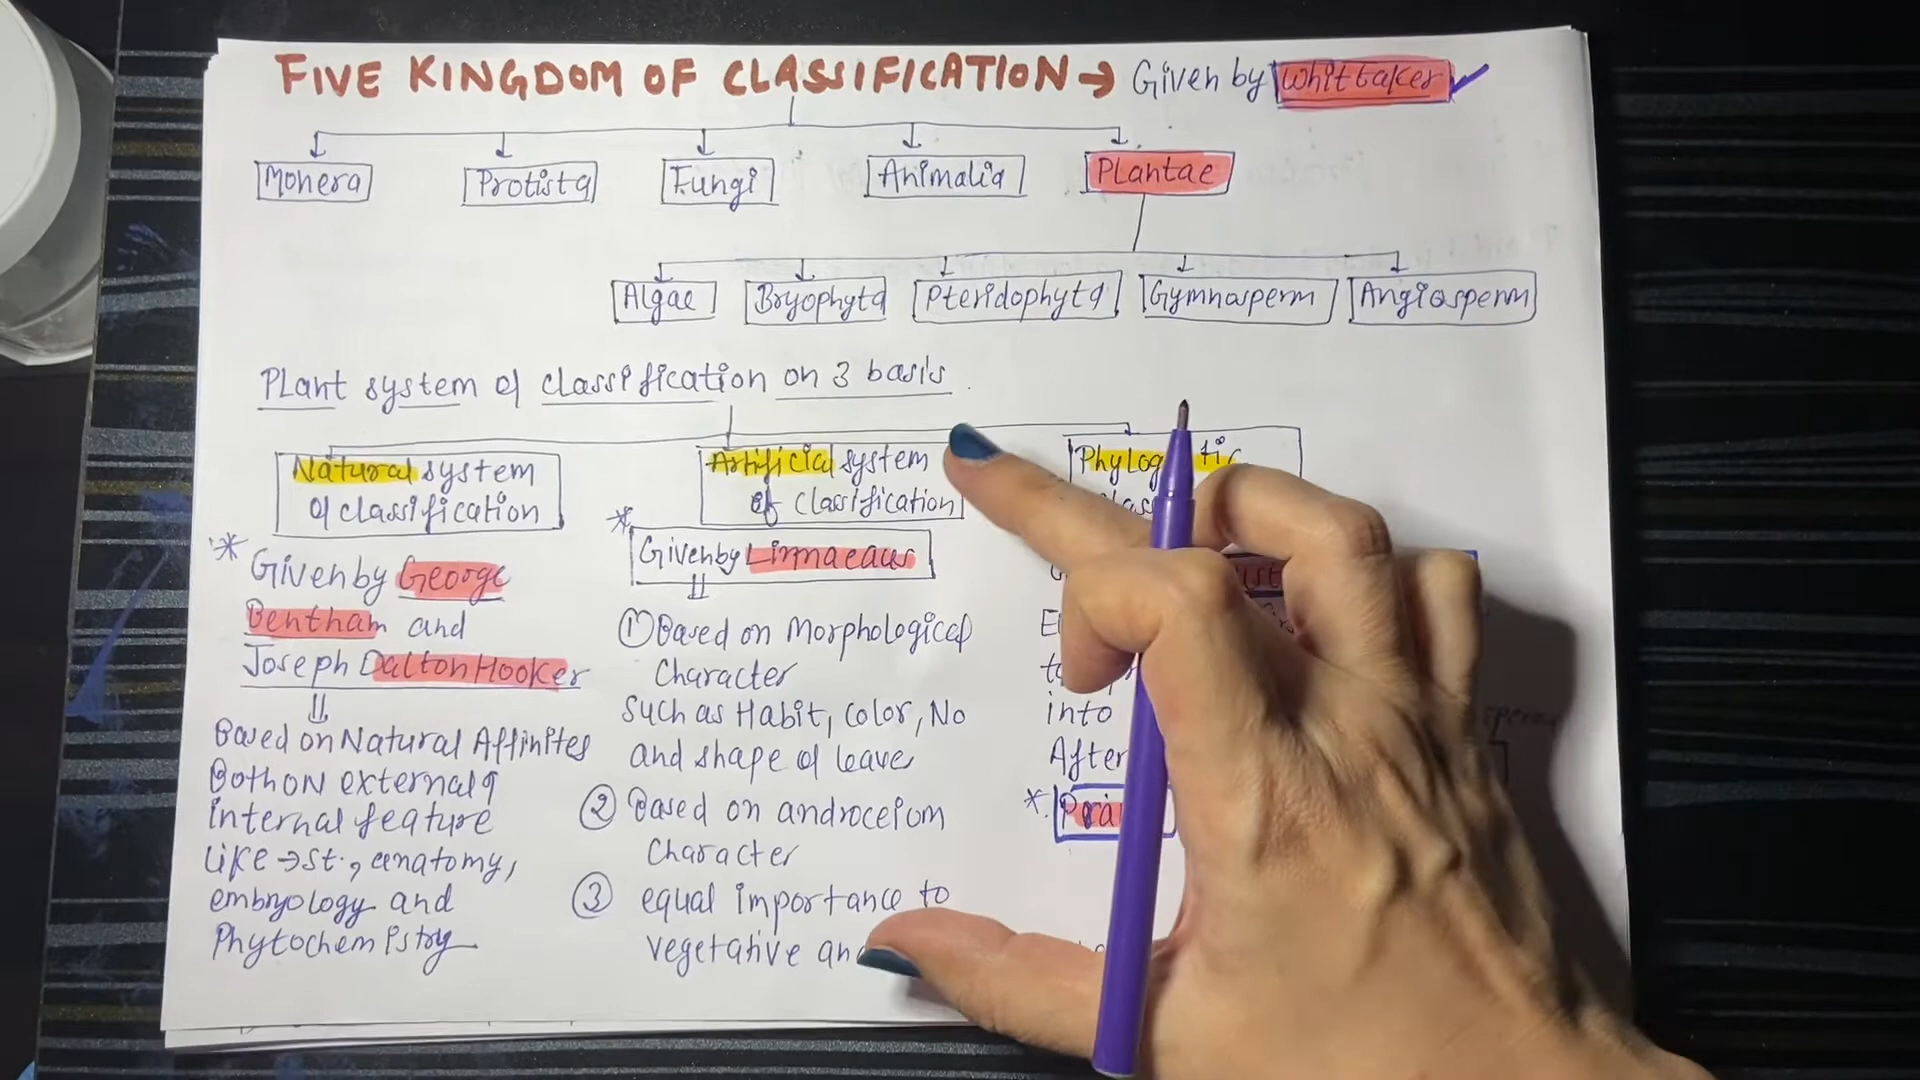 FIVE KINGDOM OF CLASSIFICATION → Given by Whittaker ✓
Monera Protista Fungi Animalia Plantae
Algae Bryophyta Pteridophyta Gymnosperm Angiosperm
Plant system of classification on 3 basis.
Natural system
of classification
* Given by George
Bentham and
Joseph Dalton Hooker
Based on Natural Affinites
Both on external &
internal feature
Like → st., anatomy,
embryology and
Phytochemistry
Artificial system
of classification
*
Given by Linnaeaus
① Based on Morphological
Character
Such as Habit, color, No
and shape of leave
② Based on androceiom
Character
③ equal importance to
vegetative
into
After
*